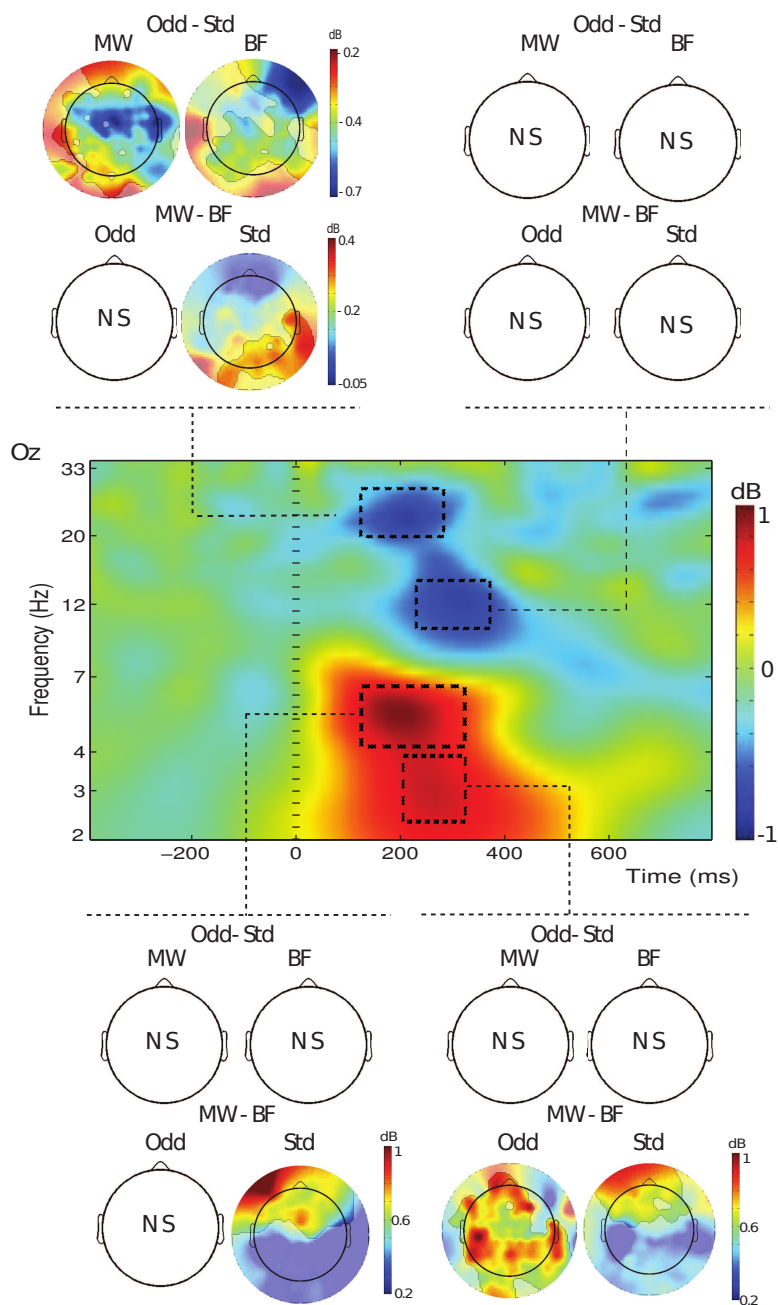 Odd - Std
MW BF
dB
-0.2
-0.4
-0.7
Odd - Std
MW BF
NS NS
MW - BF
Odd Std
NS
dB
0.4
-0.2
-0.05
MW - BF
Odd Std
NS NS
Oz
33
20
12
7
4
3
2
Frequency (Hz)
−200 0 200 400 600
Time (ms)
dB
1
0
-1
Odd- Std
MW BF
NS NS
Odd- Std
MW BF
NS NS
MW - BF
Odd Std
NS
dB
1
0.6
0.2
MW - BF
Odd Std
dB
1
0.6
0.2